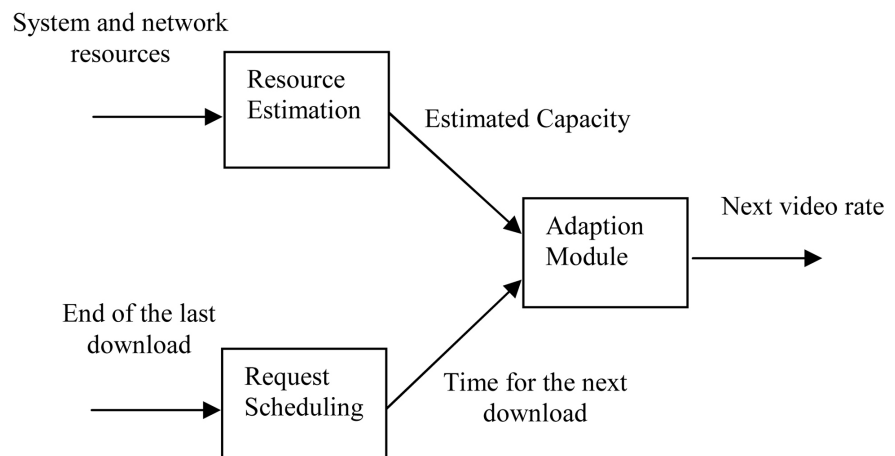 System and network
resources
Resource
Estimation
Estimated Capacity
Adaption
Module
Next video rate
End of the last
download
Request
Scheduling
Time for the next
download